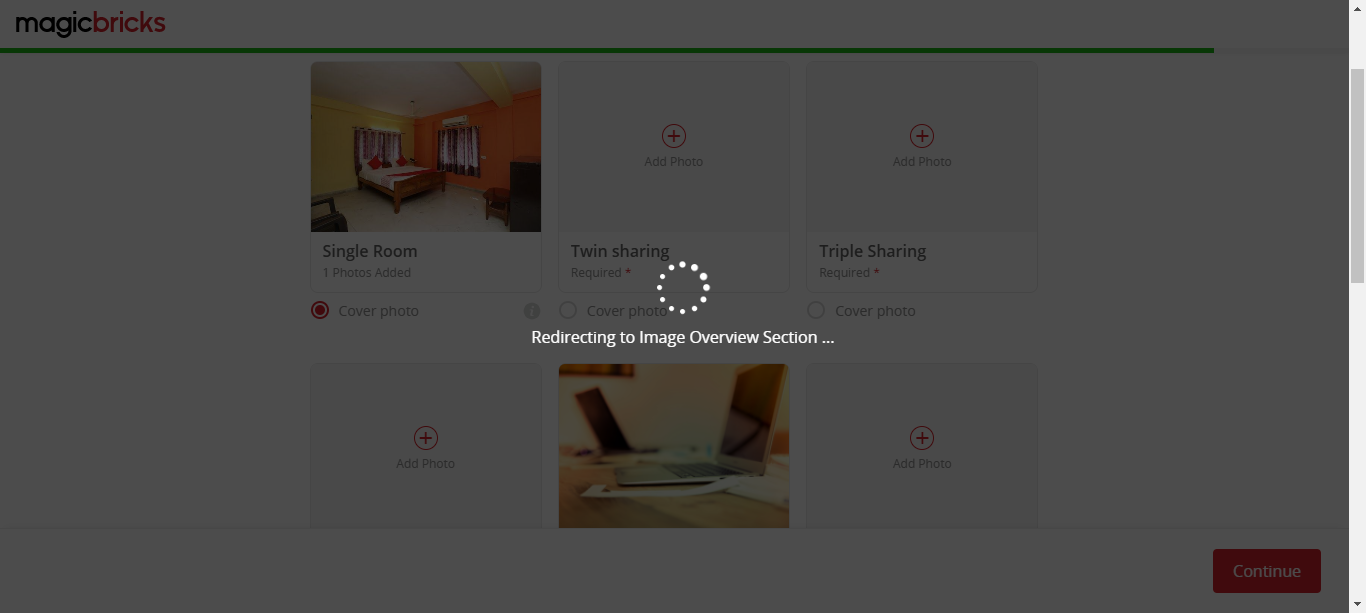 magicbricks
Add Photo
Add Photo
Single Room
Twin sharing
Triple Sharing
1 Photos Added
Required *
Required *
Cover photo
Cover photo
Cover photo
Redirecting to Image Overview Section ...
Add Photo
Add Photo
Continue